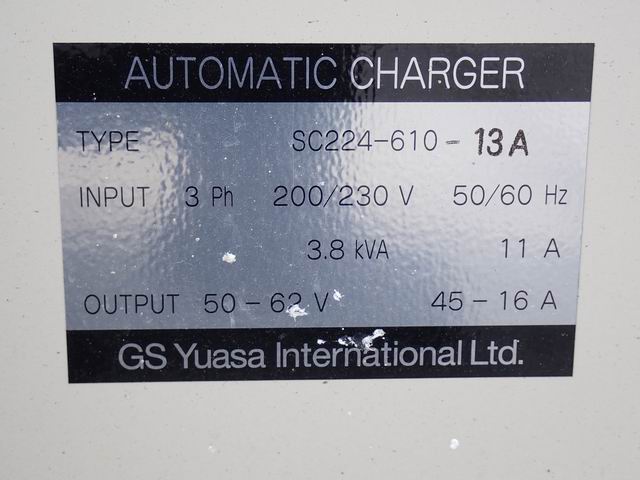 AUTOMATIC CHARGER
TYPE SC224-610-13A
INPUT 3 Ph 200/230 V 50/60 Hz
3.8 kVA 11 A
OUTPUT 50-62 V 45-16 A
GS Yuasa International Ltd.